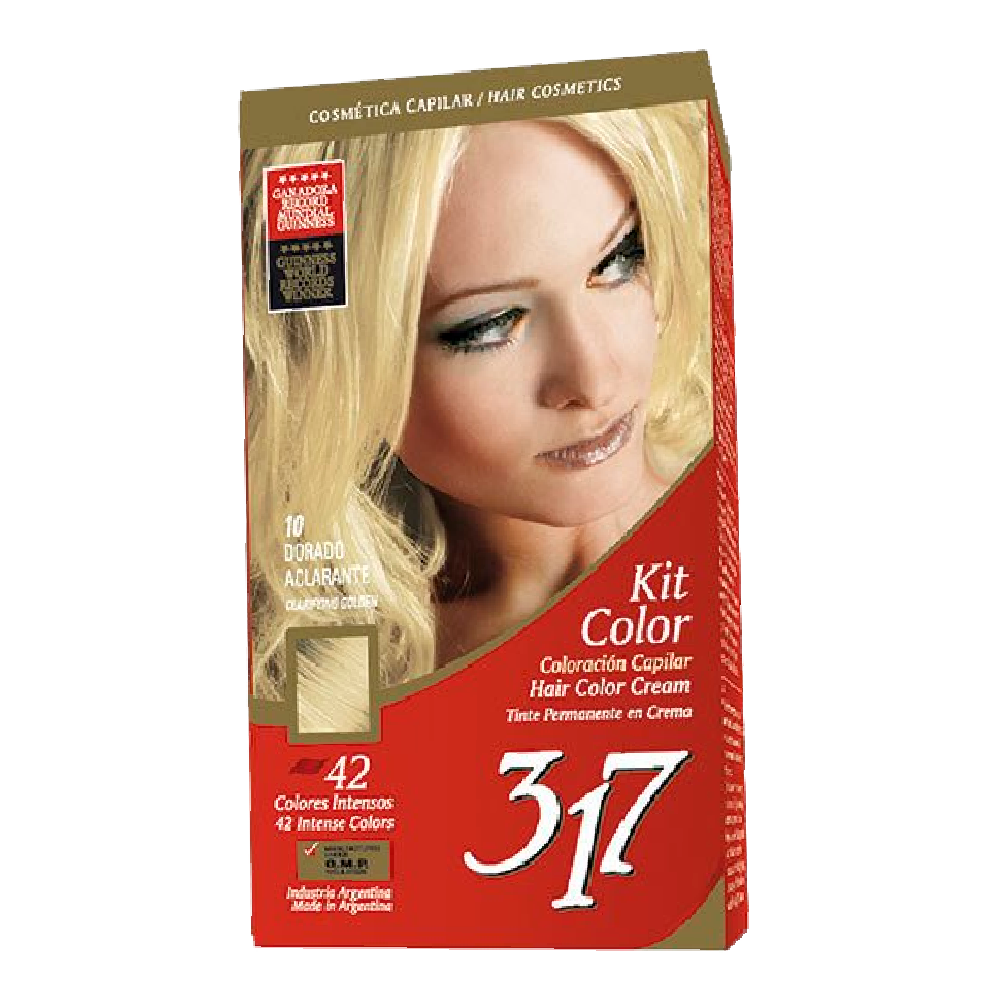 COSMÉTICA CAPILAR / HAIR COSMETICS
GANADORA
RECORD
MUNDIAL
GUINNESS
GUINNESS
WORLD
RECORDS
WINNER
10
DORADO
ACLARANTE
CLARIFYING GOLDEN
Kit
Color
Coloración Capilar
Hair Color Cream
Tinte Permanente en Crema
317
42
Colores Intensos
42 Intense Colors
G.M.P.
Industria Argentina
Made in Argentina